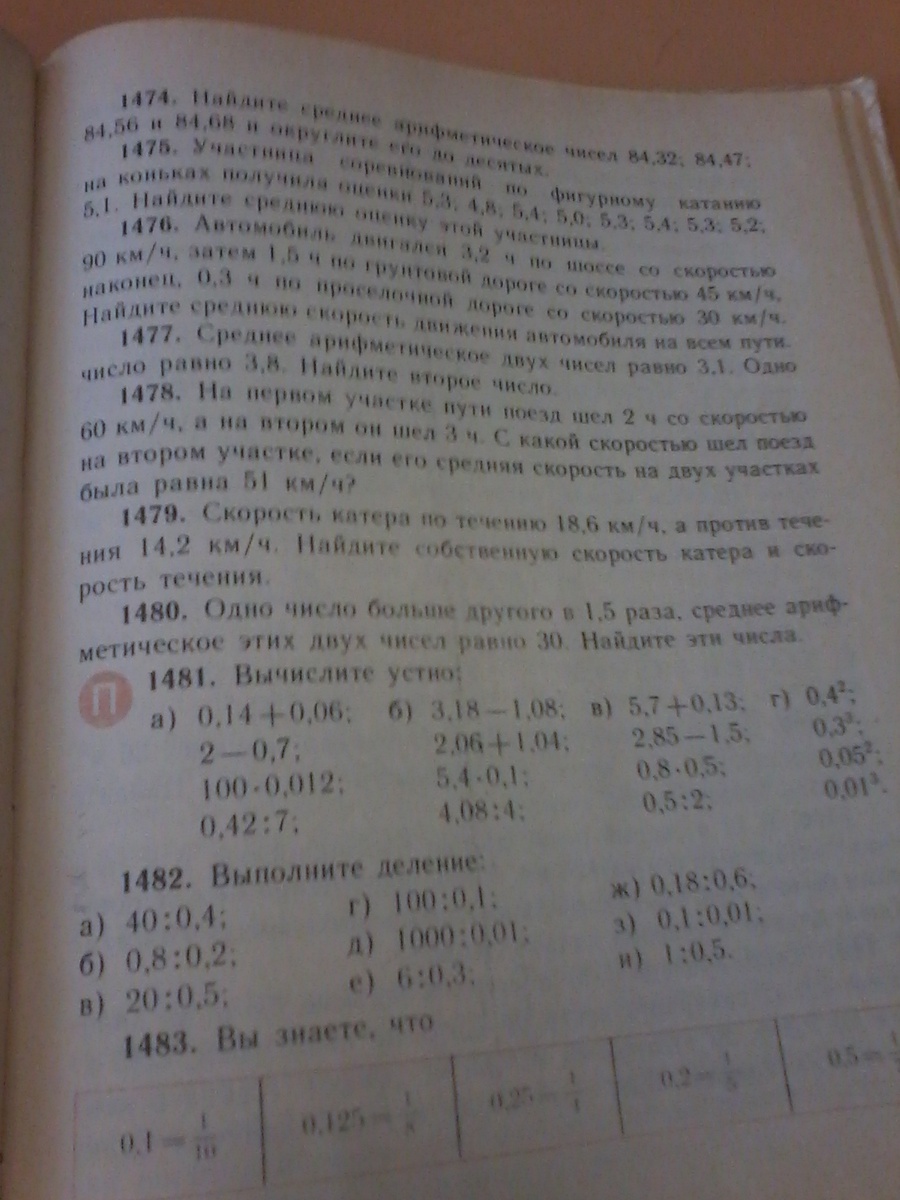 1474. Найдите среднее арифметическое чисел 84,32; 84,47;
84,56 и 84,68 и округлите его до десятых.
1475. Участница соревнований по фигурному катанию
на коньках получила оценки 5,3; 4,8; 5,4; 5,0; 5,3; 5,4; 5,3; 5,2;
5,1. Найдите среднюю оценку этой участницы.
1476. Автомобиль двигался 3,2 ч по шоссе со скоростью
90 км/ч, затем 1,5 ч по грунтовой дороге со скоростью 45 км/ч,
наконец, 0,3 ч по проселочной дороге со скоростью 30 км/ч.
Найдите среднюю скорость движения автомобиля на всем пути.
1477. Среднее арифметическое двух чисел равно 3,1. Одно
число равно 3,8. Найдите второе число.
1478. На первом участке пути поезд шел 2 ч со скоростью
60 км/ч, а на втором он шел 3 ч. С какой скоростью шел поезд
на втором участке, если его средняя скорость на двух участках
была равна 51 км/ч?
1479. Скорость катера по течению 18,6 км/ч, а против тече-
ния 14,2 км/ч. Найдите собственную скорость катера и ско-
рость течения.
1480. Одно число больше другого в 1,5 раза, среднее ариф-
метическое этих двух чисел равно 30. Найдите эти числа.
П 1481. Вычислите устно:
а) 0,14+0,06; б) 3,18−1,08; в) 5,7+0,13; г) 0,4²;
2−0,7; 2,06+1,04; 2,85−1,5; 0,3³;
100·0,012; 5,4·0,1; 0,8·0,5; 0,05²;
0,42:7; 4,08:4; 0,5:2; 0,01³.
1482. Выполните деление:
а) 40:0,4; г) 100:0,1; ж) 0,18:0,6;
б) 0,8:0,2; д) 1000:0,01; з) 0,1:0,01;
в) 20:0,5; е) 6:0,3; и) 1:0,5.
1483. Вы знаете, что
0,1=1/10 0,125=1/8 0,25=1/4 0,2=1/5 0,5=